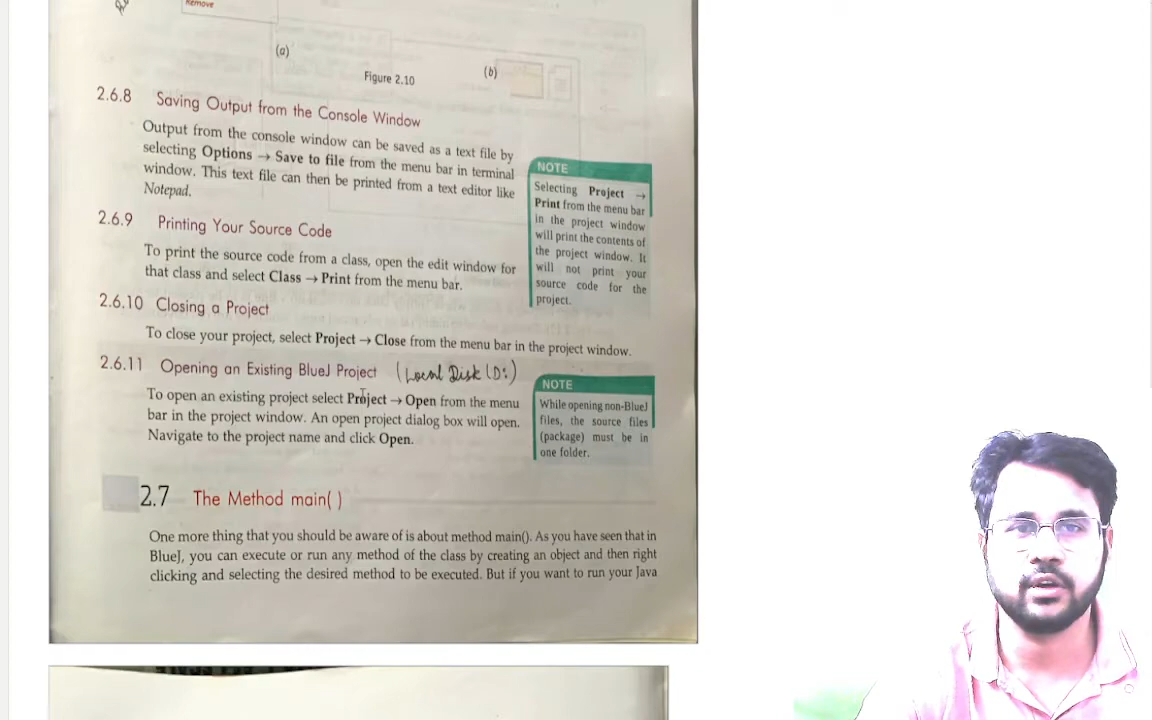 Remove
(a)
(b)
Figure 2.10
2.6.8 Saving Output from the Console Window
Output from the console window can be saved as a text file by
selecting Options → Save to file from the menu bar in terminal
window. This text file can then be printed from a text editor like
Notepad.
NOTE
Selecting Project →
Print from the menu bar
in the project window
will print the contents of
the project window. It
will not print your
source code for the
project.
2.6.9 Printing Your Source Code
To print the source code from a class, open the edit window for
that class and select Class → Print from the menu bar.
2.6.10 Closing a Project
To close your project, select Project → Close from the menu bar in the project window.
2.6.11 Opening an Existing BlueJ Project (Local Disk (D:)
To open an existing project select Project → Open from the menu
bar in the project window. An open project dialog box will open.
Navigate to the project name and click Open.
NOTE
While opening non-BlueJ
files, the source files
(package) must be in
one folder.
2.7 The Method main( )
One more thing that you should be aware of is about method main(). As you have seen that in
BlueJ, you can execute or run any method of the class by creating an object and then right
clicking and selecting the desired method to be executed. But if you want to run your Java